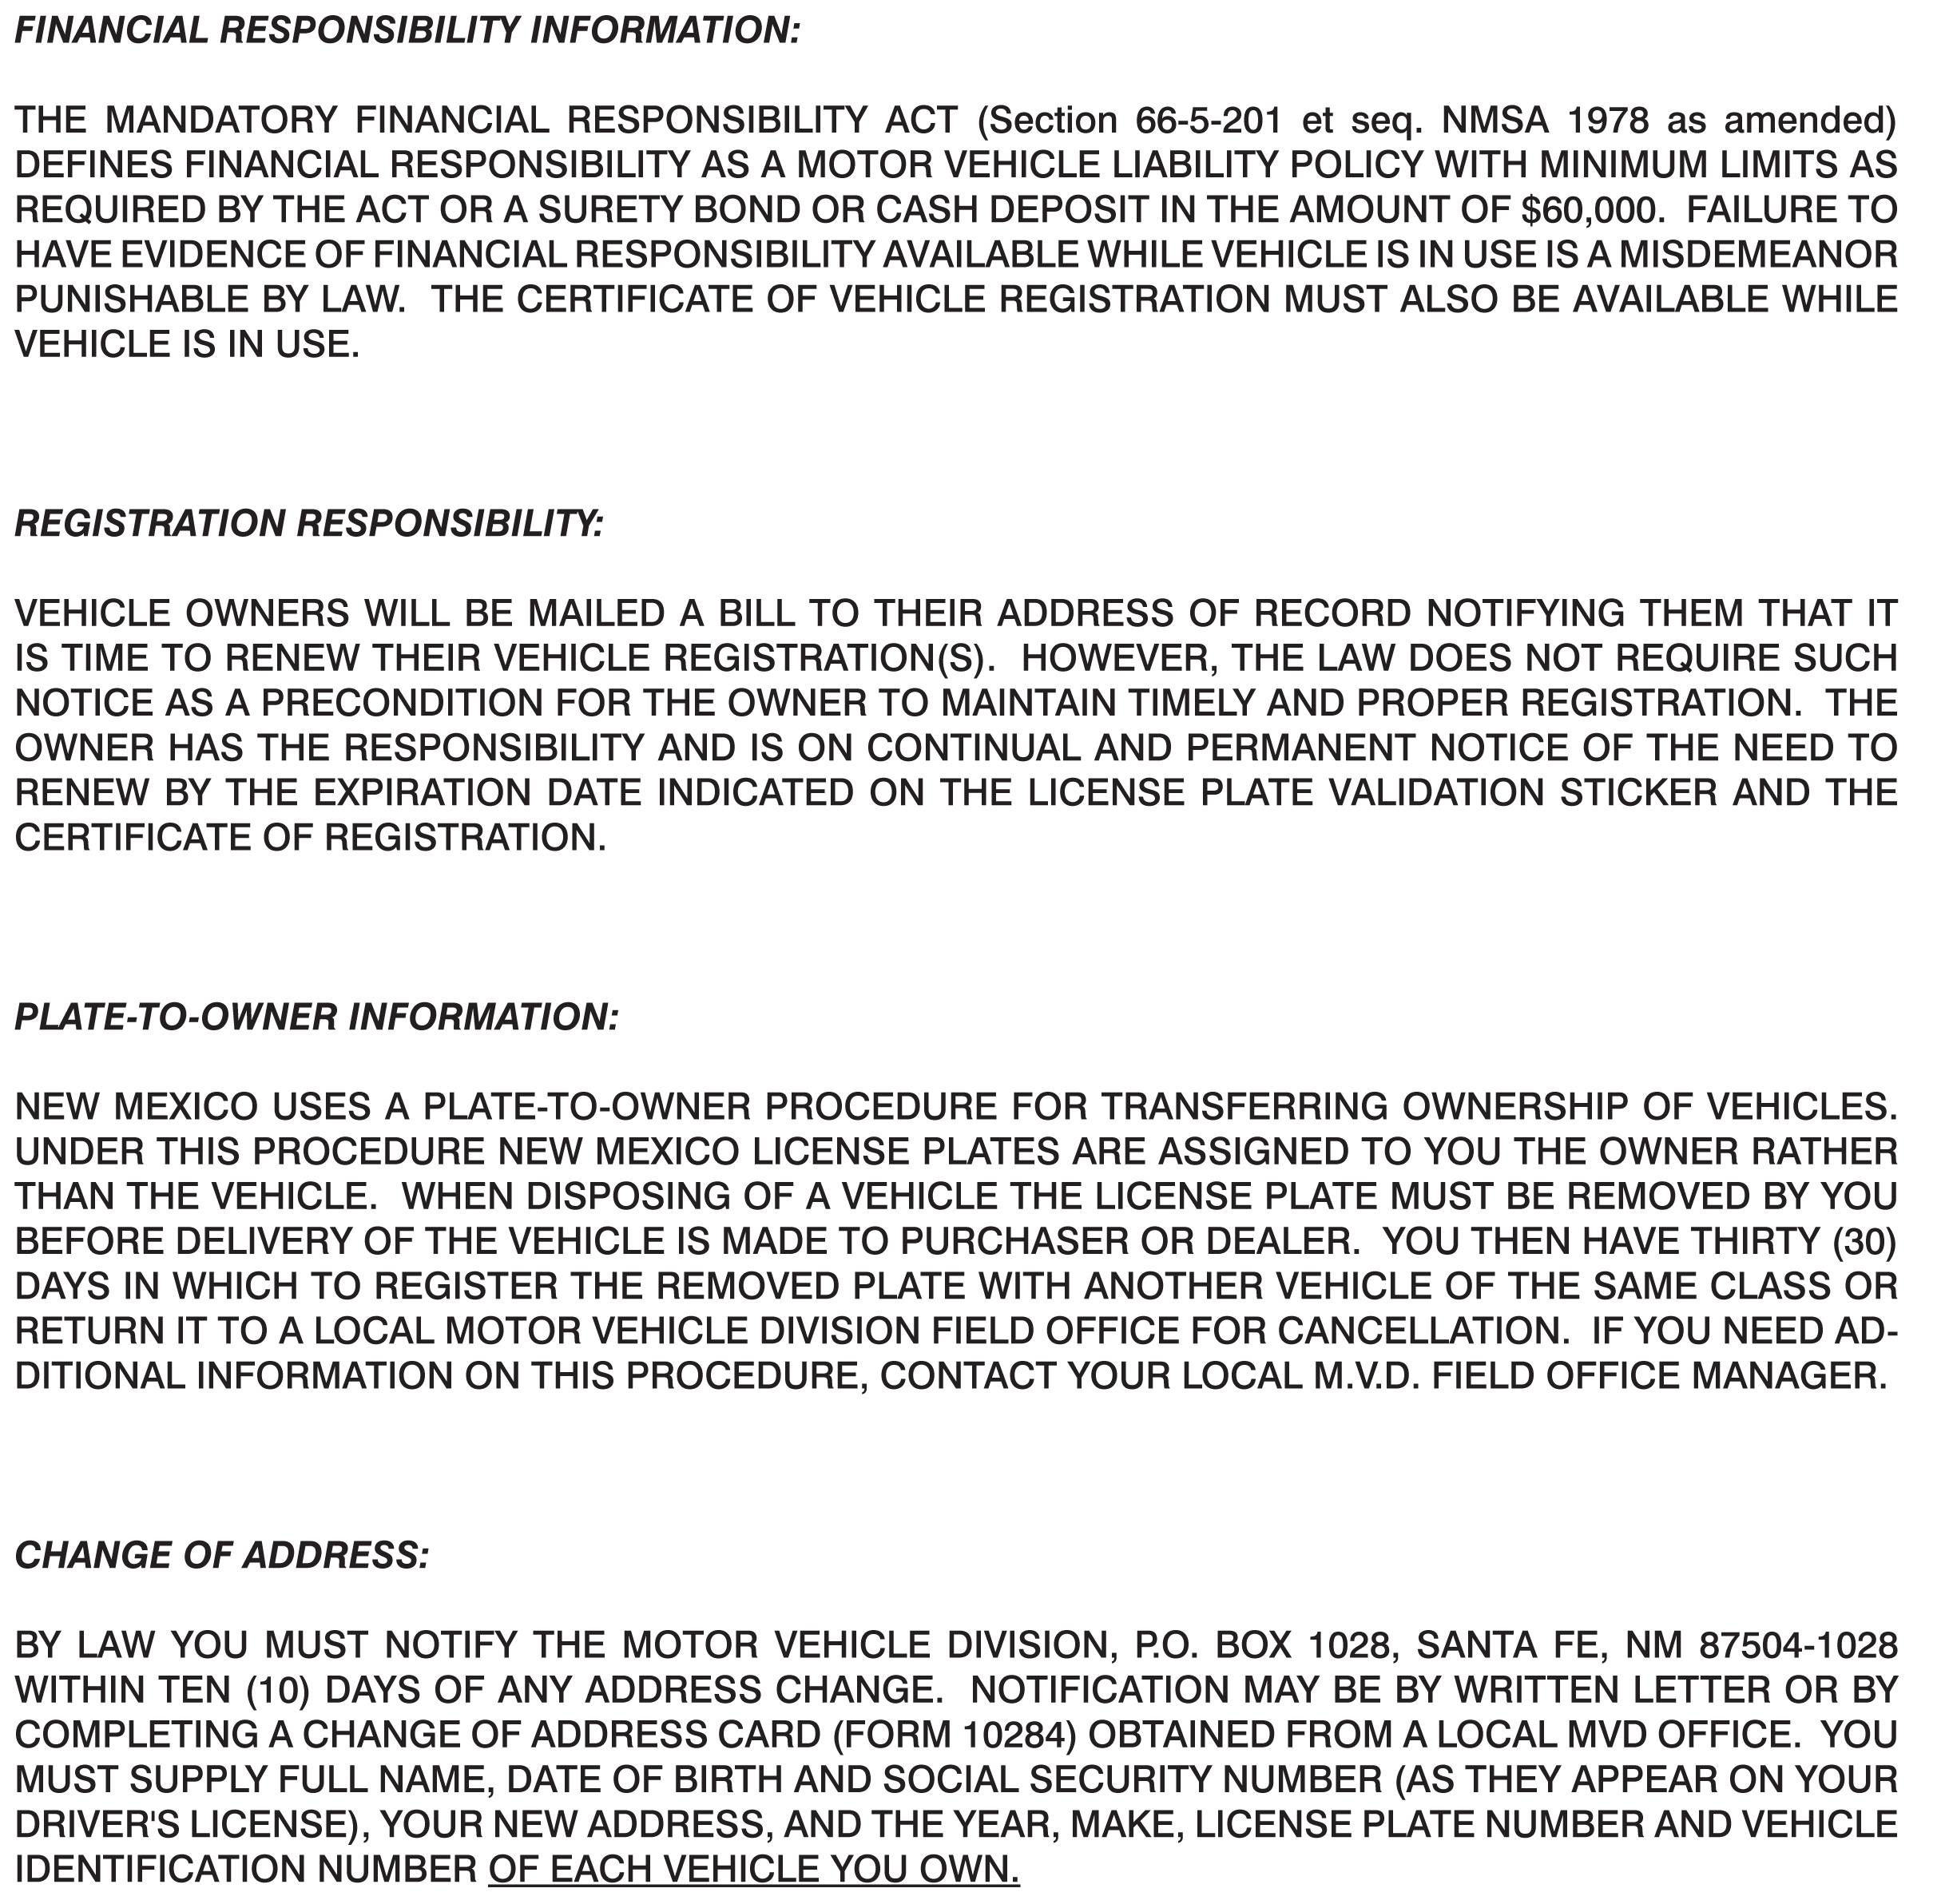 FINANCIAL RESPONSIBILITY INFORMATION:
THE MANDATORY FINANCIAL RESPONSIBILITY ACT (Section 66-5-201 et seq. NMSA 1978 as amended)
DEFINES FINANCIAL RESPONSIBILITY AS A MOTOR VEHICLE LIABILITY POLICY WITH MINIMUM LIMITS AS
REQUIRED BY THE ACT OR A SURETY BOND OR CASH DEPOSIT IN THE AMOUNT OF $60,000. FAILURE TO
HAVE EVIDENCE OF FINANCIAL RESPONSIBILITY AVAILABLE WHILE VEHICLE IS IN USE IS A MISDEMEANOR
PUNISHABLE BY LAW. THE CERTIFICATE OF VEHICLE REGISTRATION MUST ALSO BE AVAILABLE WHILE
VEHICLE IS IN USE.
REGISTRATION RESPONSIBILITY:
VEHICLE OWNERS WILL BE MAILED A BILL TO THEIR ADDRESS OF RECORD NOTIFYING THEM THAT IT
IS TIME TO RENEW THEIR VEHICLE REGISTRATION(S). HOWEVER, THE LAW DOES NOT REQUIRE SUCH
NOTICE AS A PRECONDITION FOR THE OWNER TO MAINTAIN TIMELY AND PROPER REGISTRATION. THE
OWNER HAS THE RESPONSIBILITY AND IS ON CONTINUAL AND PERMANENT NOTICE OF THE NEED TO
RENEW BY THE EXPIRATION DATE INDICATED ON THE LICENSE PLATE VALIDATION STICKER AND THE
CERTIFICATE OF REGISTRATION.
PLATE-TO-OWNER INFORMATION:
NEW MEXICO USES A PLATE-TO-OWNER PROCEDURE FOR TRANSFERRING OWNERSHIP OF VEHICLES.
UNDER THIS PROCEDURE NEW MEXICO LICENSE PLATES ARE ASSIGNED TO YOU THE OWNER RATHER
THAN THE VEHICLE. WHEN DISPOSING OF A VEHICLE THE LICENSE PLATE MUST BE REMOVED BY YOU
BEFORE DELIVERY OF THE VEHICLE IS MADE TO PURCHASER OR DEALER. YOU THEN HAVE THIRTY (30)
DAYS IN WHICH TO REGISTER THE REMOVED PLATE WITH ANOTHER VEHICLE OF THE SAME CLASS OR
RETURN IT TO A LOCAL MOTOR VEHICLE DIVISION FIELD OFFICE FOR CANCELLATION. IF YOU NEED AD-
DITIONAL INFORMATION ON THIS PROCEDURE, CONTACT YOUR LOCAL M.V.D. FIELD OFFICE MANAGER.
CHANGE OF ADDRESS:
BY LAW YOU MUST NOTIFY THE MOTOR VEHICLE DIVISION, P.O. BOX 1028, SANTA FE, NM 87504-1028
WITHIN TEN (10) DAYS OF ANY ADDRESS CHANGE. NOTIFICATION MAY BE BY WRITTEN LETTER OR BY
COMPLETING A CHANGE OF ADDRESS CARD (FORM 10284) OBTAINED FROM A LOCAL MVD OFFICE. YOU
MUST SUPPLY FULL NAME, DATE OF BIRTH AND SOCIAL SECURITY NUMBER (AS THEY APPEAR ON YOUR
DRIVER'S LICENSE), YOUR NEW ADDRESS, AND THE YEAR, MAKE, LICENSE PLATE NUMBER AND VEHICLE
IDENTIFICATION NUMBER OF EACH VEHICLE YOU OWN.